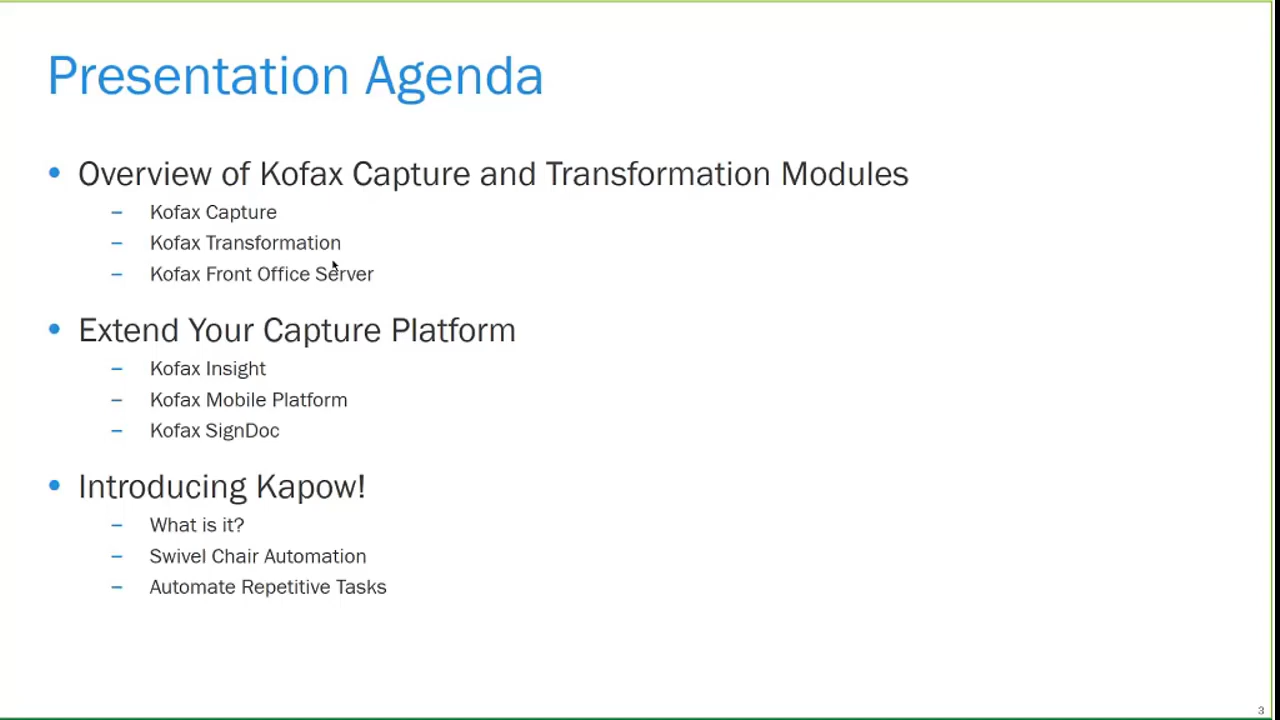 Presentation Agenda
• Overview of Kofax Capture and Transformation Modules
– Kofax Capture
– Kofax Transformation
– Kofax Front Office Server
• Extend Your Capture Platform
– Kofax Insight
– Kofax Mobile Platform
– Kofax SignDoc
• Introducing Kapow!
– What is it?
– Swivel Chair Automation
– Automate Repetitive Tasks
3